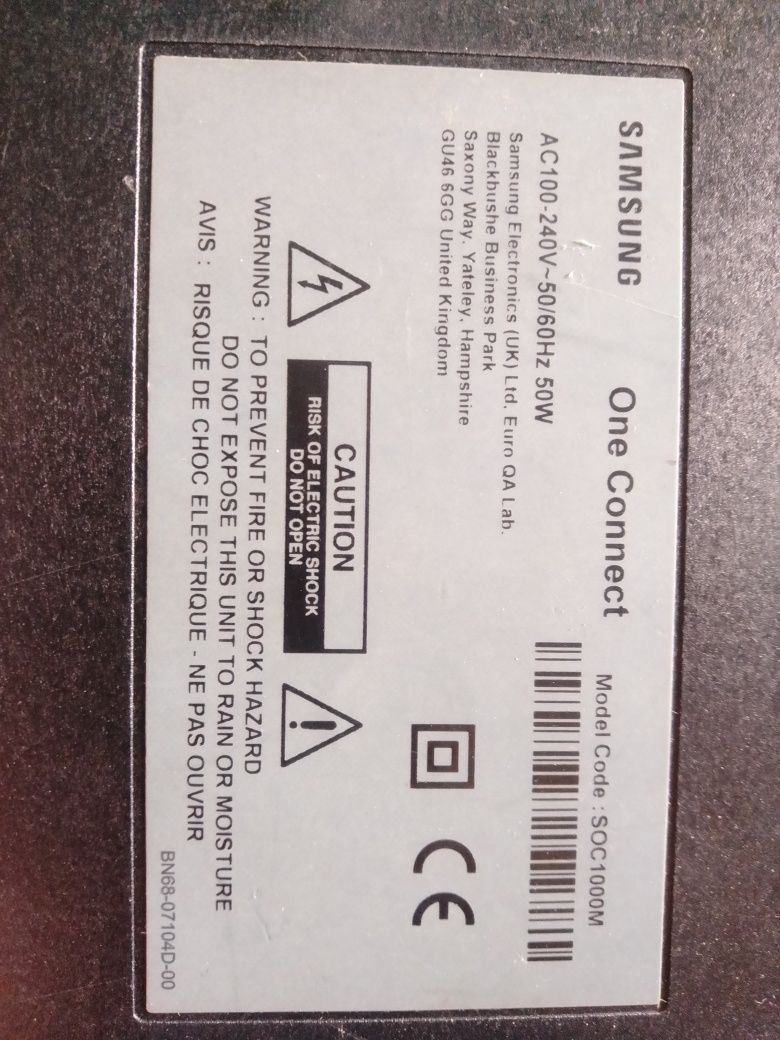 SAMSUNG One Connect
Model Code : SOC1000M
AC100-240V~50/60Hz 50W
Samsung Electronics (UK) Ltd, Euro QA Lab.
Blackbushe Business Park
Saxony Way, Yateley, Hampshire
GU46 6GG United Kingdom
CAUTION
RISK OF ELECTRIC SHOCK
DO NOT OPEN
CE
WARNING : TO PREVENT FIRE OR SHOCK HAZARD
DO NOT EXPOSE THIS UNIT TO RAIN OR MOISTURE
AVIS : RISQUE DE CHOC ELECTRIQUE - NE PAS OUVRIR
BN68-07104D-00